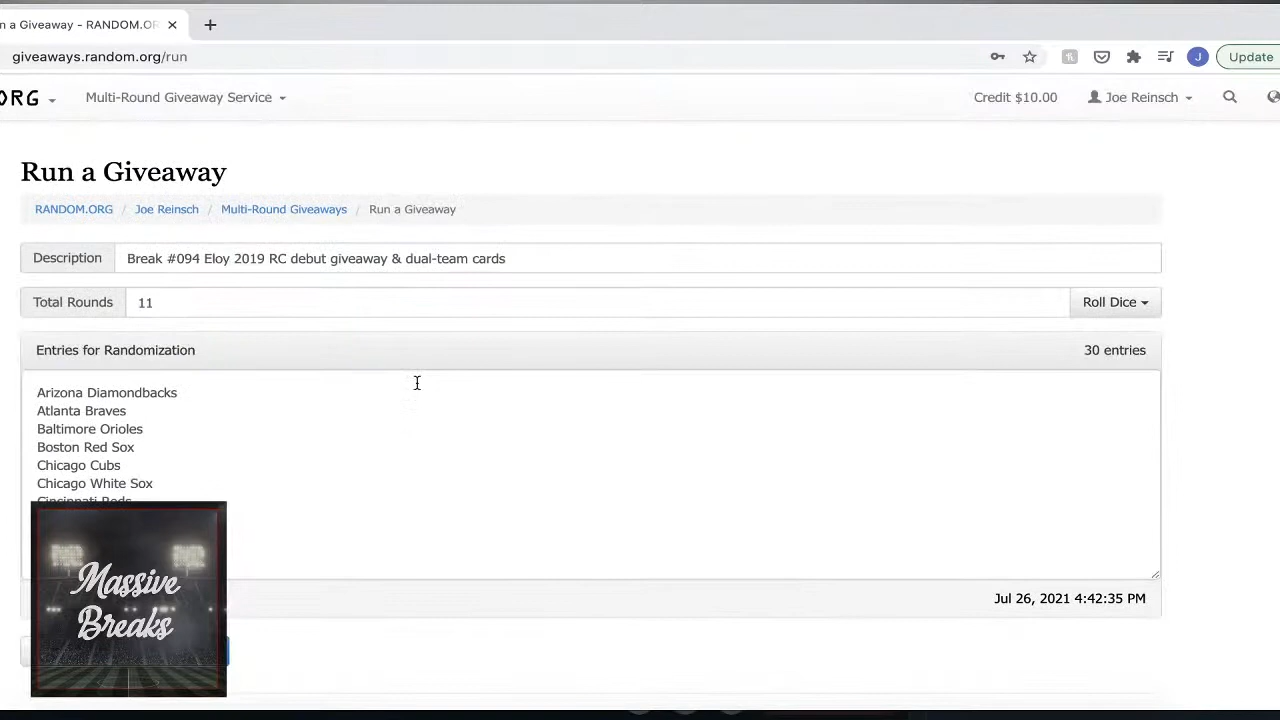 n a Giveaway - RANDOM.OR
giveaways.random.org/run
J
Update
ORG
Multi-Round Giveaway Service
Credit $10.00
Joe Reinsch
Run a Giveaway
RANDOM.ORG / Joe Reinsch / Multi-Round Giveaways / Run a Giveaway
Description
Break #094 Eloy 2019 RC debut giveaway & dual-team cards
Total Rounds
11
Roll Dice
Entries for Randomization
30 entries
Arizona Diamondbacks
Atlanta Braves
Baltimore Orioles
Boston Red Sox
Chicago Cubs
Chicago White Sox
Cincinnati Reds
Massive
Breaks
Jul 26, 2021 4:42:35 PM